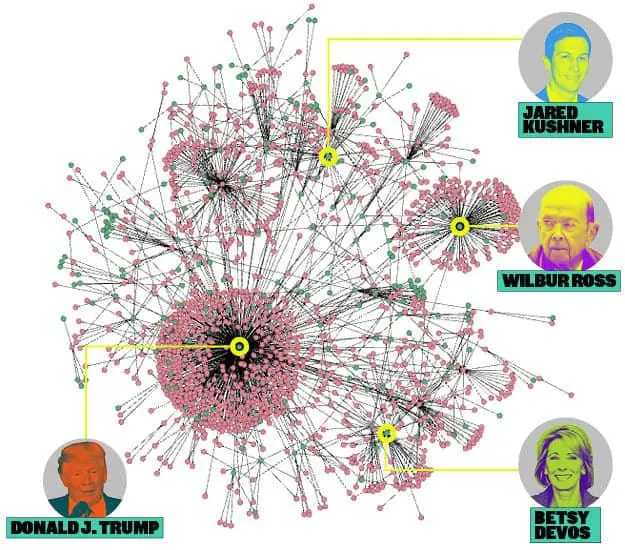 JARED
KUSHNER
WILBUR ROSS
DONALD J. TRUMP
BETSY
DEVOS